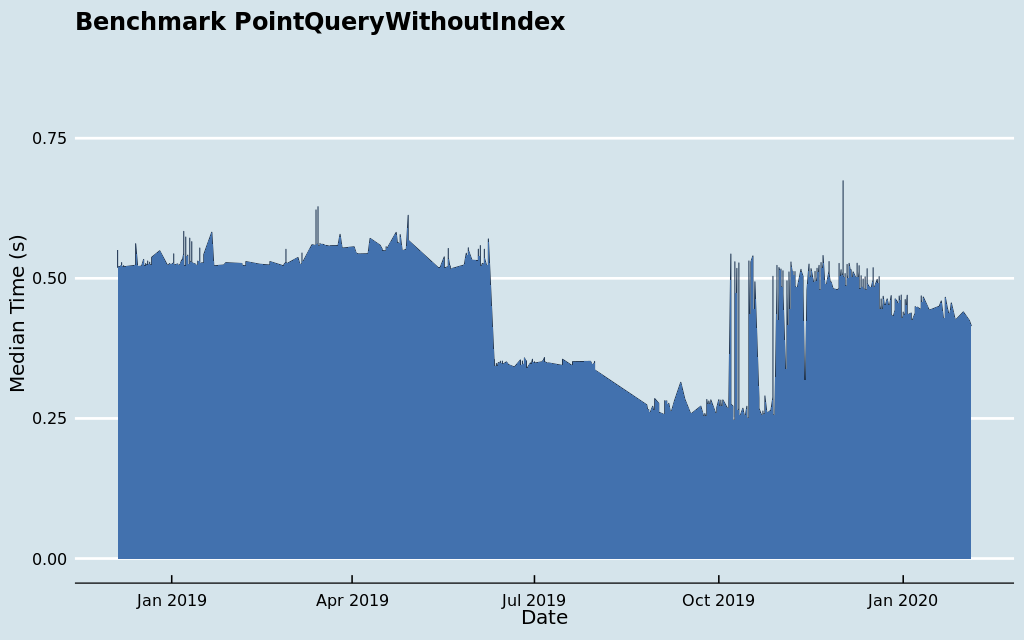 Benchmark PointQueryWithoutIndex
0.75
0.50
0.25
0.00
Median Time (s)
Jan 2019
Apr 2019
Jul 2019
Oct 2019
Jan 2020
Date